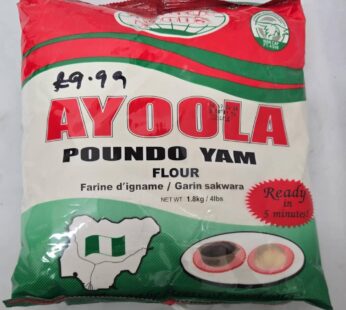 £9.99
AYOOLA
POUNDO YAM
FLOUR
Farine d'igname / Garin sakwara
NET WT 1.8kg / 4lbs
Ready
in
5 minutes!